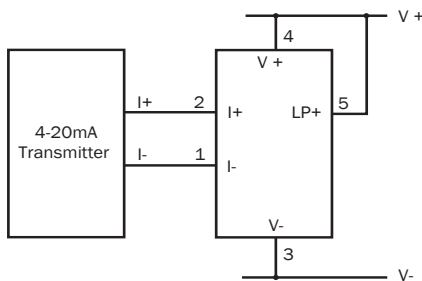 V +
4
V +
I+
2
I+
LP+
5
4-20mA
Transmitter
I-
1
I-
V-
3
V-